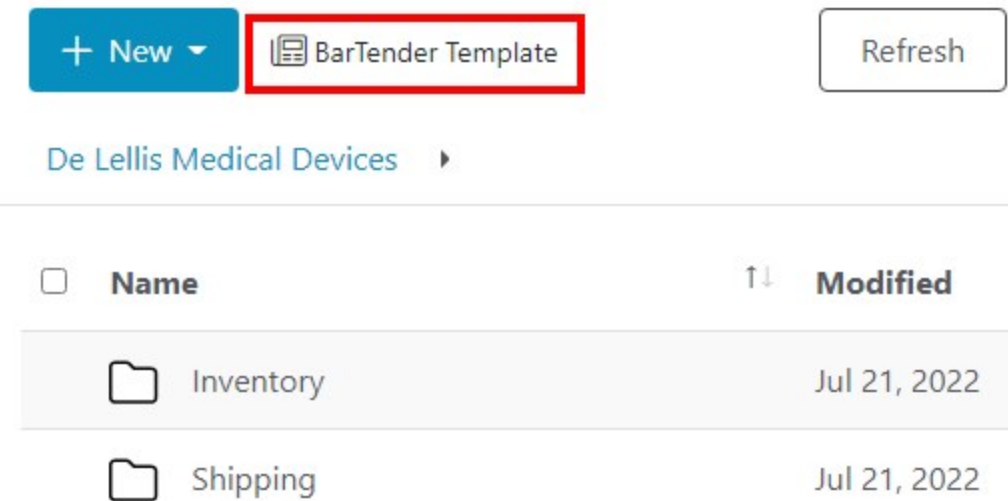 + New BarTender Template Refresh
De Lellis Medical Devices
Name Modified
Inventory Jul 21, 2022
Shipping Jul 21, 2022